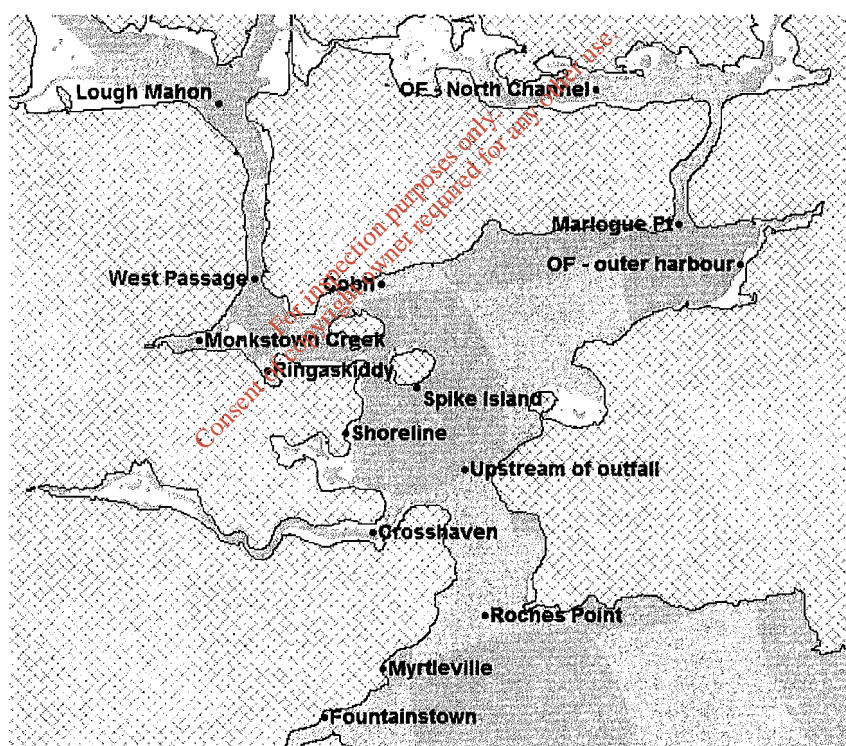 Lough Mahon
OF - North Channel
Marlogue Pt
OF - outer harbour
West Passage
Cobh
Monkstown Creek
Ringaskiddy
Spike Island
Shoreline
Upstream of outfall
Crosshaven
Roches Point
Myrtleville
Fountainstown
For inspection purposes only.
Consent of copyright owner required for any other use.